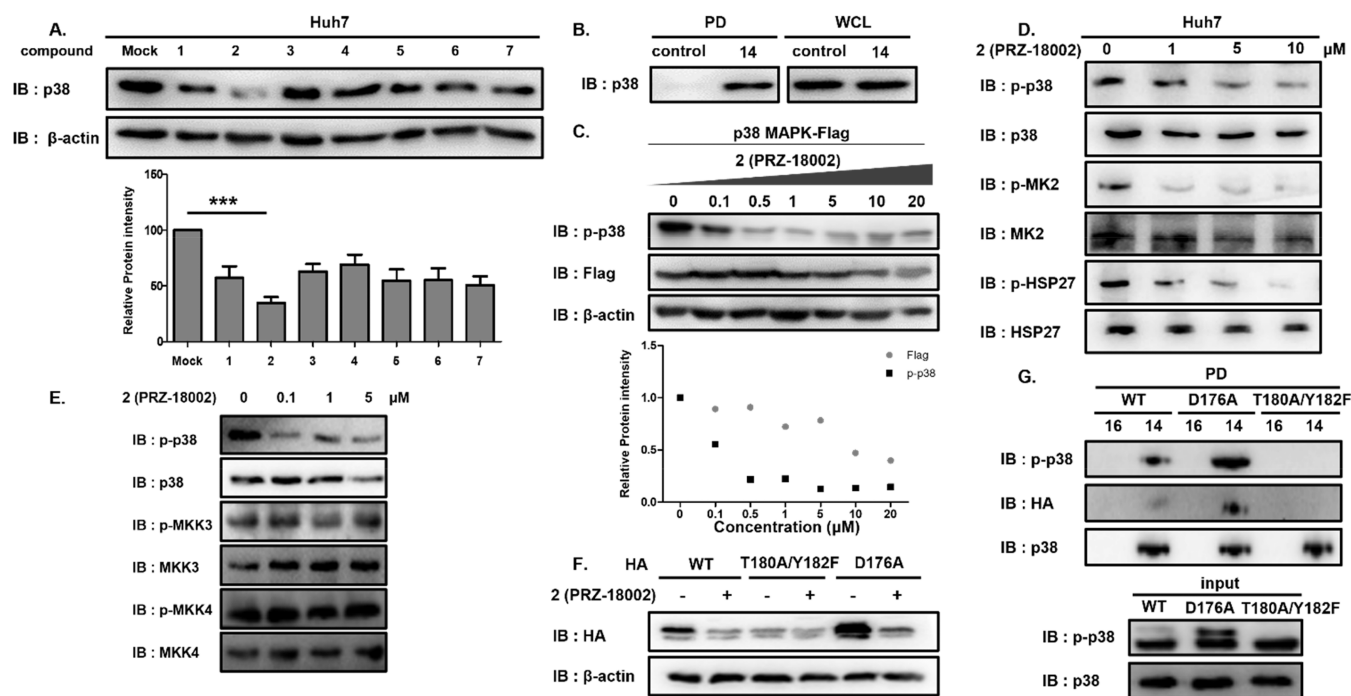 A.
Huh7
compound Mock 1 2 3 4 5 6 7
IB : p38
IB : β-actin
Relative Protein intensity
150
100
50
0
***
Mock 1 2 3 4 5 6 7
B.
PD WCL
control 14 control 14
IB : p38
C.
p38 MAPK-Flag
2 (PRZ-18002)
0 0.1 0.5 1 5 10 20
IB : p-p38
IB : Flag
IB : β-actin
Relative Protein intensity
1.5
1.0
0.5
0.0
Flag
p-p38
0 0.1 0.5 1 5 10 20
Concentration (μM)
D.
Huh7
2 (PRZ-18002) 0 1 5 10 μM
IB : p-p38
IB : p38
IB : p-MK2
IB : MK2
IB : p-HSP27
IB : HSP27
E.
2 (PRZ-18002) 0 0.1 1 5 μM
IB : p-p38
IB : p38
IB : p-MKK3
IB : MKK3
IB : p-MKK4
IB : MKK4
F.
HA WT T180A/Y182F D176A
2 (PRZ-18002) - + - + - +
IB : HA
IB : β-actin
G.
PD
WT D176A T180A/Y182F
16 14 16 14 16 14
IB : p-p38
IB : HA
IB : p38
input
WT D176A T180A/Y182F
IB : p-p38
IB : p38